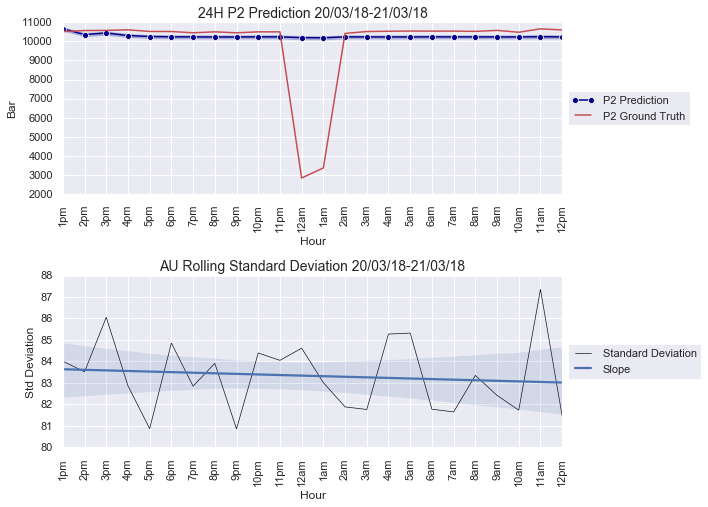 24H P2 Prediction 20/03/18-21/03/18
11000
10000
9000
8000
7000
6000
5000
4000
3000
2000
Bar
1pm 2pm 3pm 4pm 5pm 6pm 7pm 8pm 9pm 10pm 11pm 12am 1am 2am 3am 4am 5am 6am 7am 8am 9am 10am 11am 12pm
Hour
P2 Prediction
P2 Ground Truth
AU Rolling Standard Deviation 20/03/18-21/03/18
88
87
86
85
84
83
82
81
80
Std Deviation
1pm 2pm 3pm 4pm 5pm 6pm 7pm 8pm 9pm 10pm 11pm 12am 1am 2am 3am 4am 5am 6am 7am 8am 9am 10am 11am 12pm
Hour
Standard Deviation
Slope